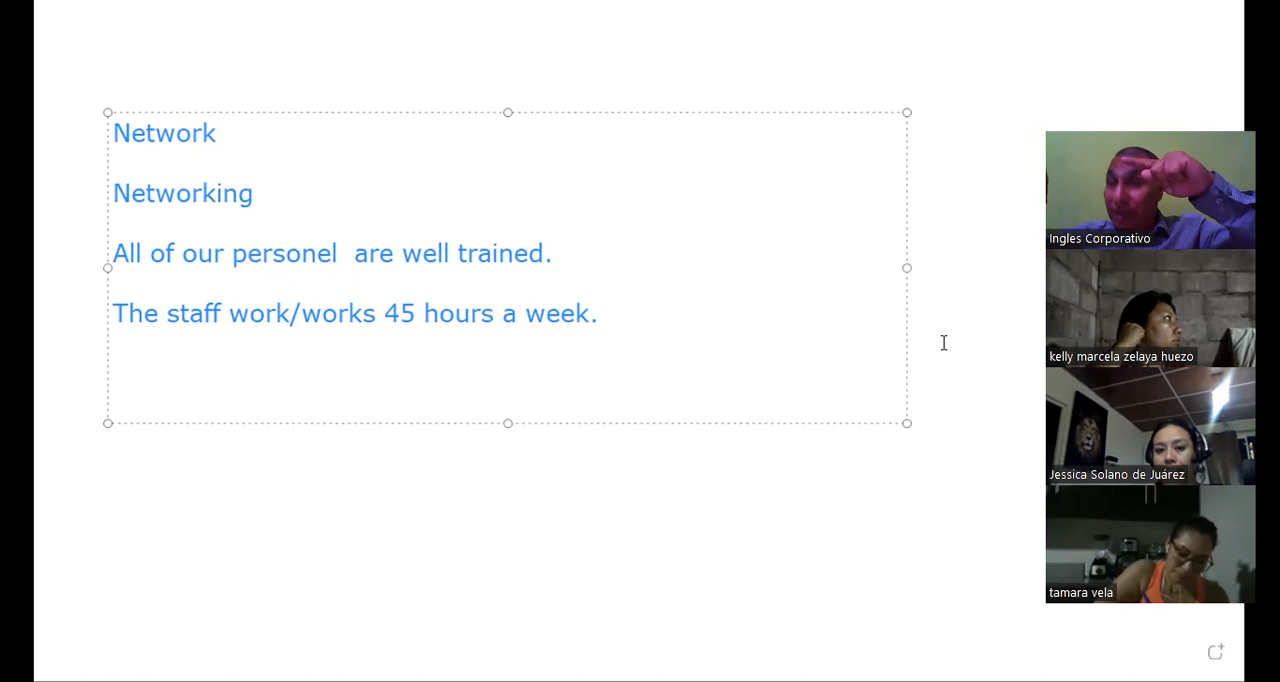 Network
Networking
All of our personel  are well trained.
The staff work/works 45 hours a week.
Ingles Corporativo
kelly marcela zelaya huezo
Jessica Solano de Juárez
tamara vela